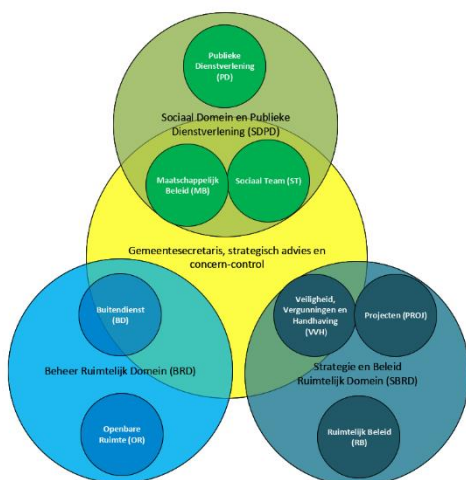 Publieke
Dienstverlening
(PD)
Sociaal Domein en Publieke
Dienstverlening (SDPD)
Maatschappelijk
Beleid (MB)
Sociaal Team (ST)
Gemeentesecretaris, strategisch advies en
concern-control
Buitendienst
(BD)
Veiligheid,
Vergunningen en
Handhaving
(VVH)
Projecten (PROJ)
Beheer Ruimtelijk Domein (BRD)
Strategie en Beleid
Ruimtelijk Domein (SBRD)
Openbare
Ruimte (OR)
Ruimtelijk Beleid
(RB)